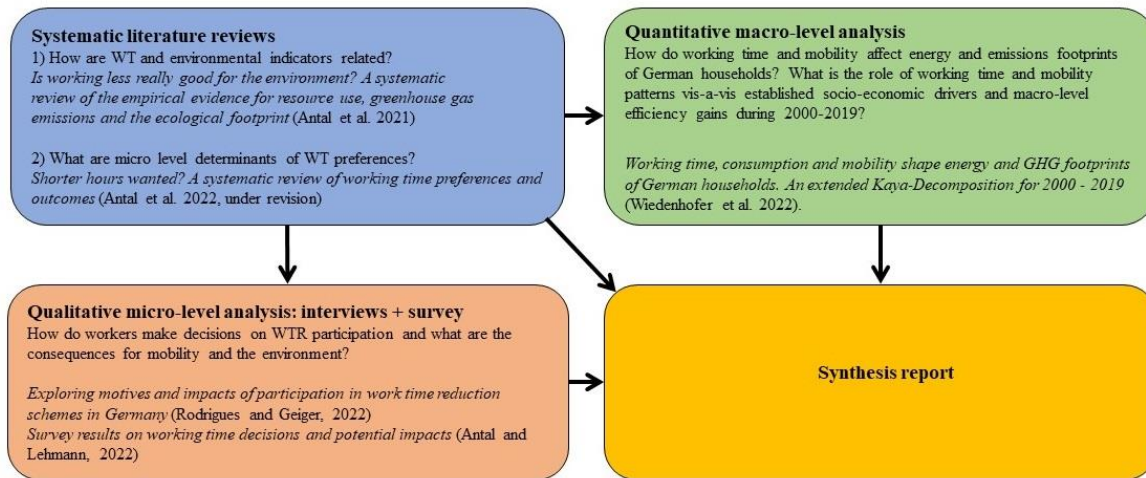 Systematic literature reviews
1) How are WT and environmental indicators related?
Is working less really good for the environment? A systematic
review of the empirical evidence for resource use, greenhouse gas
emissions and the ecological footprint (Antal et al. 2021)
2) What are micro level determinants of WT preferences?
Shorter hours wanted? A systematic review of working time preferences and
outcomes (Antal et al. 2022, under revision)
Quantitative macro-level analysis
How do working time and mobility affect energy and emissions footprints
of German households? What is the role of working time and mobility
patterns vis-a-vis established socio-economic drivers and macro-level
efficiency gains during 2000-2019?
Working time, consumption and mobility shape energy and GHG footprints
of German households. An extended Kaya-Decomposition for 2000 - 2019
(Wiedenhofer et al. 2022).
Qualitative micro-level analysis: interviews + survey
How do workers make decisions on WTR participation and what are the
consequences for mobility and the environment?
Exploring motives and impacts of participation in work time reduction
schemes in Germany (Rodrigues and Geiger, 2022)
Survey results on working time decisions and potential impacts (Antal and
Lehmann, 2022)
Synthesis report